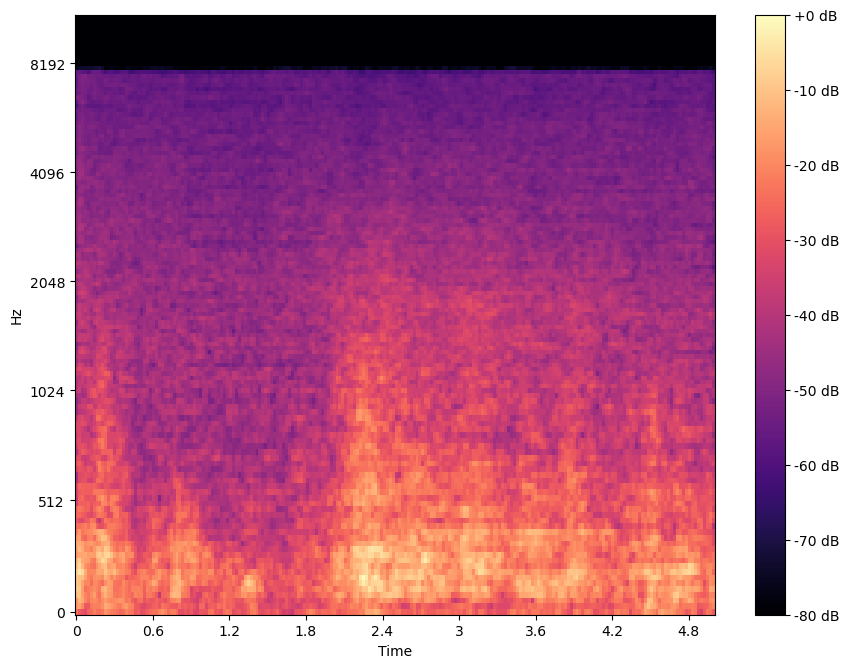 +0 dB
8192
-10 dB
4096
-20 dB
-30 dB
2048
Hz
-40 dB
1024
-50 dB
-60 dB
512
-70 dB
0
-80 dB
0 0.6 1.2 1.8 2.4 3 3.6 4.2 4.8
Time